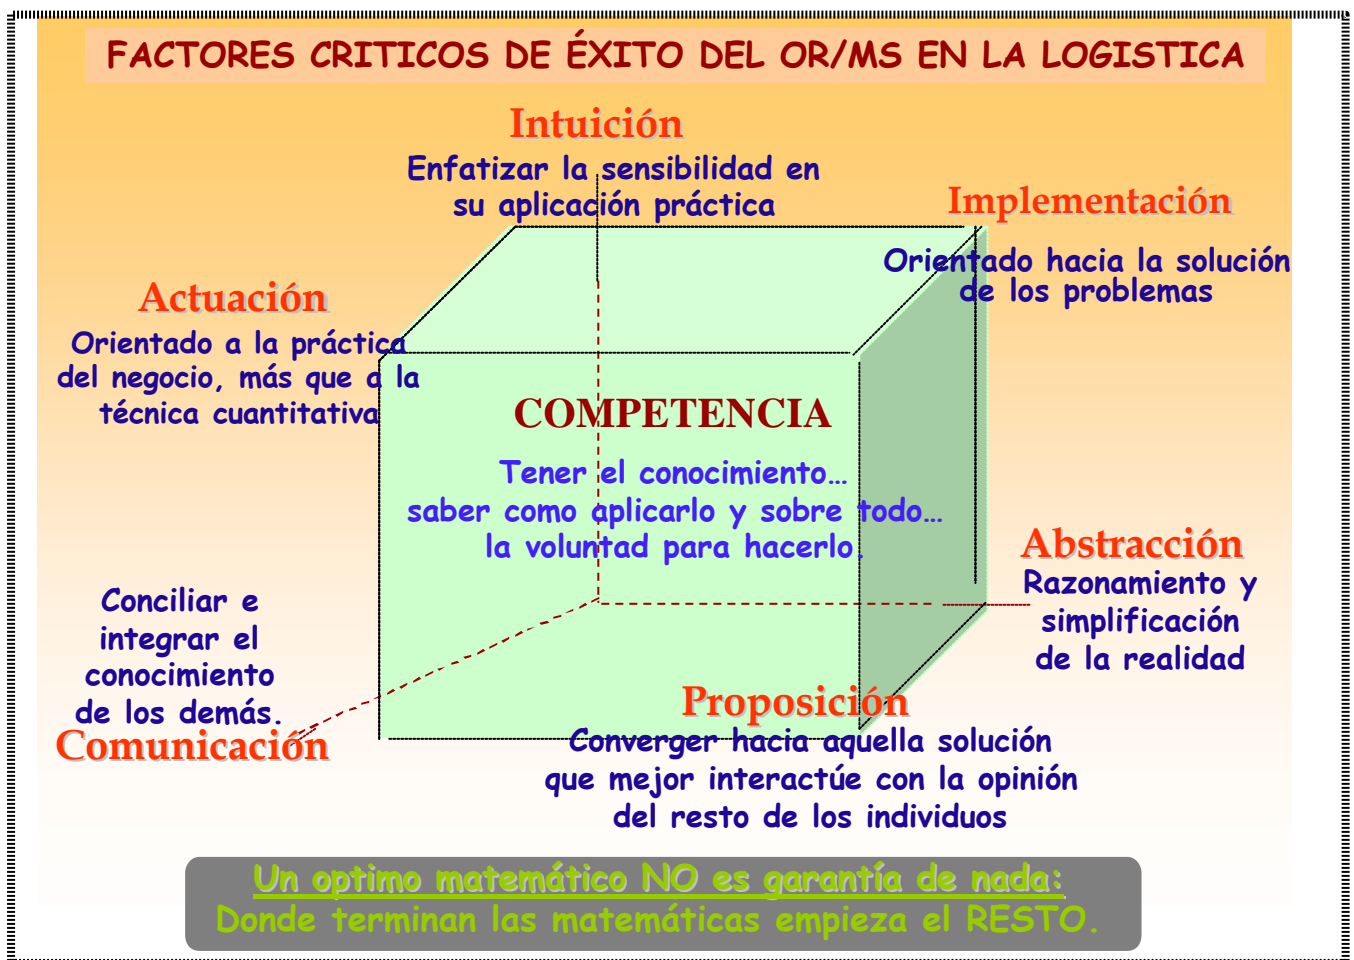 FACTORES CRITICOS DE ÉXITO DEL OR/MS EN LA LOGISTICA
Intuición
Enfatizar la sensibilidad en
su aplicación práctica
Implementación
Orientado hacia la solución
de los problemas
Actuación
Orientado a la práctica
del negocio, más que a la
técnica cuantitativa
COMPETENCIA
Tener el conocimiento...
saber como aplicarlo y sobre todo...
la voluntad para hacerlo.
Abstracción
Razonamiento y
simplificación
de la realidad
Conciliar e
integrar el
conocimiento
de los demás.
Comunicación
Proposición
Converger hacia aquella solución
que mejor interactúe con la opinión
del resto de los individuos
Un optimo matemático NO es garantía de nada:
Donde terminan las matemáticas empieza el RESTO.